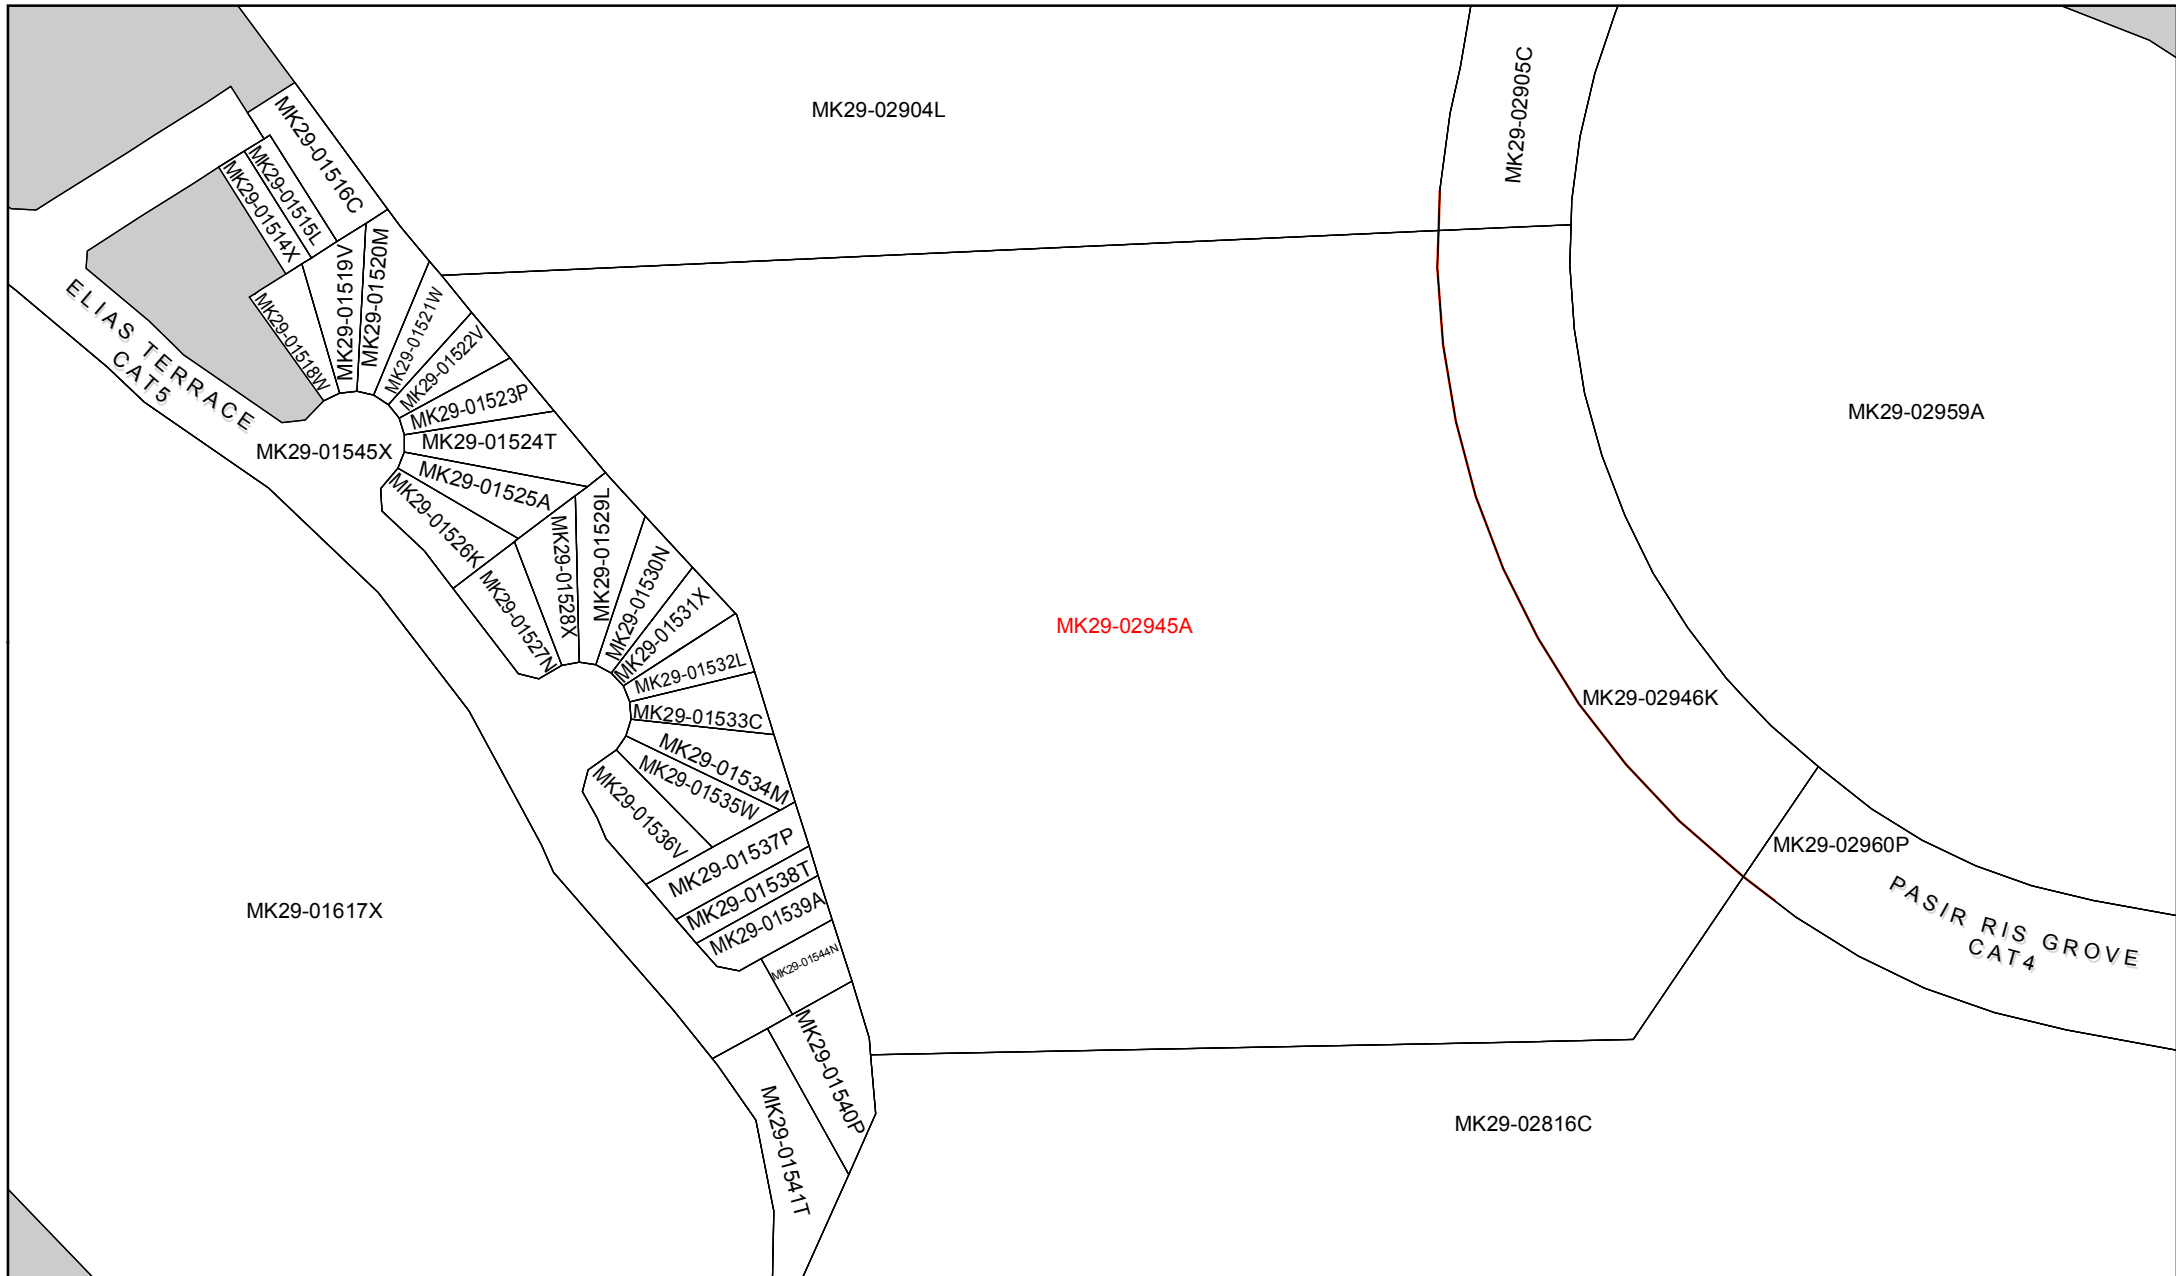 MK29-02904L
MK29-02905C
MK29-01516C
MK29-01515L
MK29-01514X
MK29-01519V
MK29-01520M
MK29-01521W
MK29-01522V
MK29-01518W
ELIAS TERRACE
CAT5
MK29-01523P
MK29-01524T
MK29-01545X
MK29-01525A
MK29-01526K
MK29-02959A
MK29-01529L
MK29-01528X
MK29-01530N
MK29-01527N
MK29-01531X
MK29-02945A
MK29-01532L
MK29-01533C
MK29-02946K
MK29-01534M
MK29-01535W
MK29-01536V
MK29-01537P
MK29-01538T
MK29-01539A
MK29-02960P
MK29-01617X
PASIR RIS GROVE
CAT4
MK29-01544N
MK29-01540P
MK29-01541T
MK29-02816C